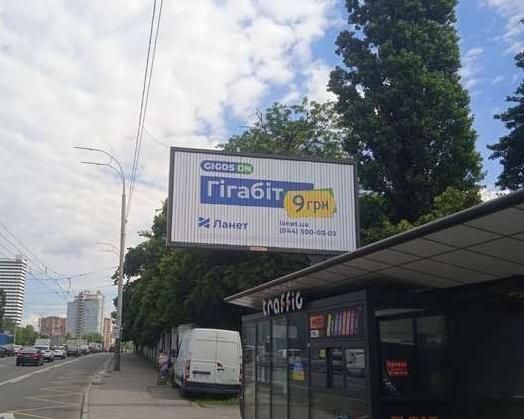 GIGOS ON
Гігабіт
9 грн
Ланет
lanet.ua
(044) 500-03-03
traffic